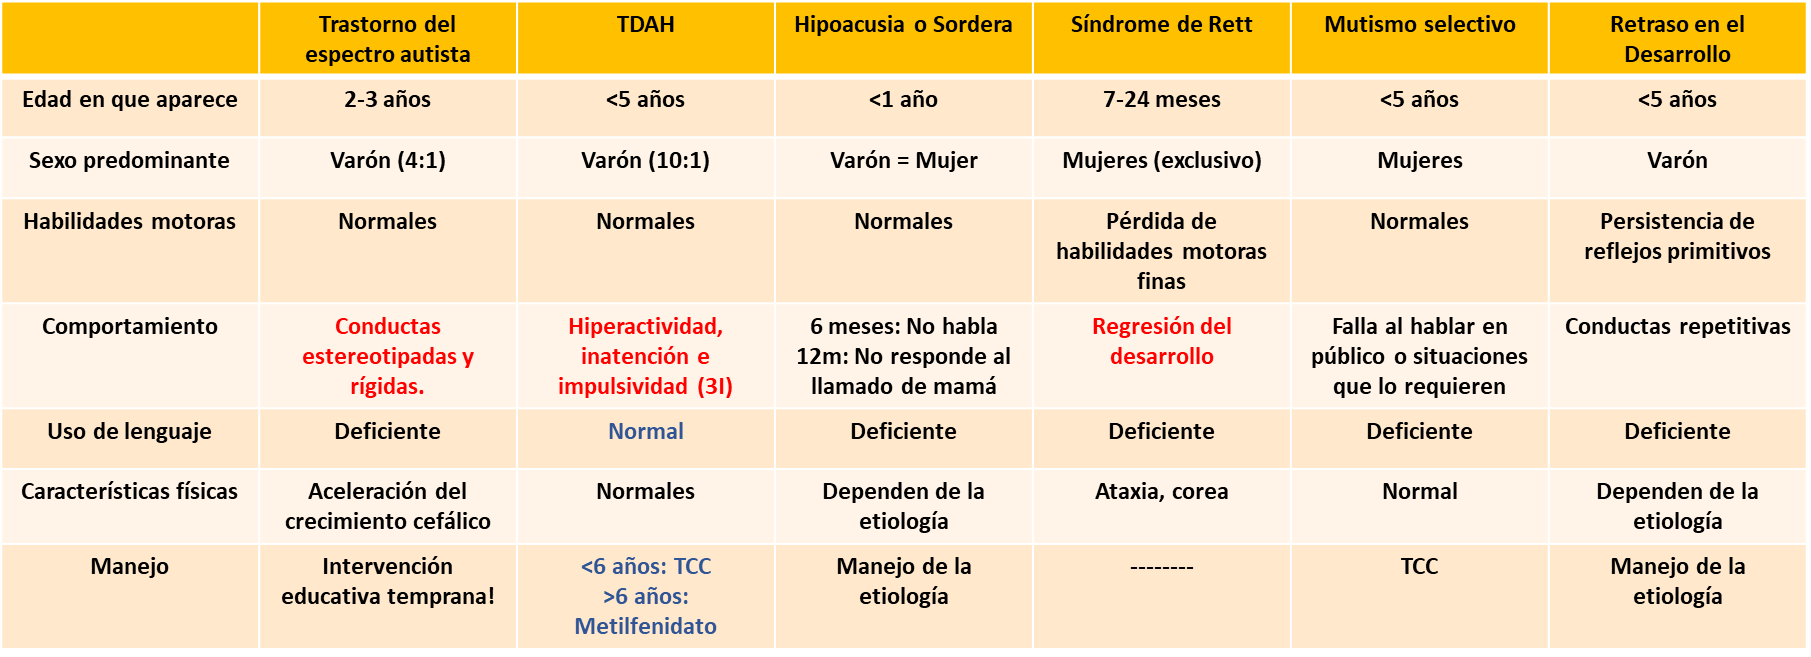 Trastorno del
espectro autista
TDAH
Hipoacusia o Sordera
Síndrome de Rett
Mutismo selectivo
Retraso en el
Desarrollo
Edad en que aparece
2-3 años
<5 años
<1 año
7-24 meses
<5 años
<5 años
Sexo predominante
Varón (4:1)
Varón (10:1)
Varón = Mujer
Mujeres (exclusivo)
Mujeres
Varón
Habilidades motoras
Normales
Normales
Normales
Pérdida de
habilidades motoras
finas
Normales
Persistencia de
reflejos primitivos
Comportamiento
Conductas
estereotipadas y
rígidas.
Hiperactividad,
inatención e
impulsividad (3I)
6 meses: No habla
12m: No responde al
llamado de mamá
Regresión del
desarrollo
Falla al hablar en
público o situaciones
que lo requieren
Conductas repetitivas
Uso de lenguaje
Deficiente
Normal
Deficiente
Deficiente
Deficiente
Deficiente
Características físicas
Aceleración del
crecimiento cefálico
Normales
Dependen de la
etiología
Ataxia, corea
Normal
Dependen de la
etiología
Manejo
Intervención
educativa temprana!
<6 años: TCC
>6 años:
Metilfenidato
Manejo de la
etiología
--------
TCC
Manejo de la
etiología